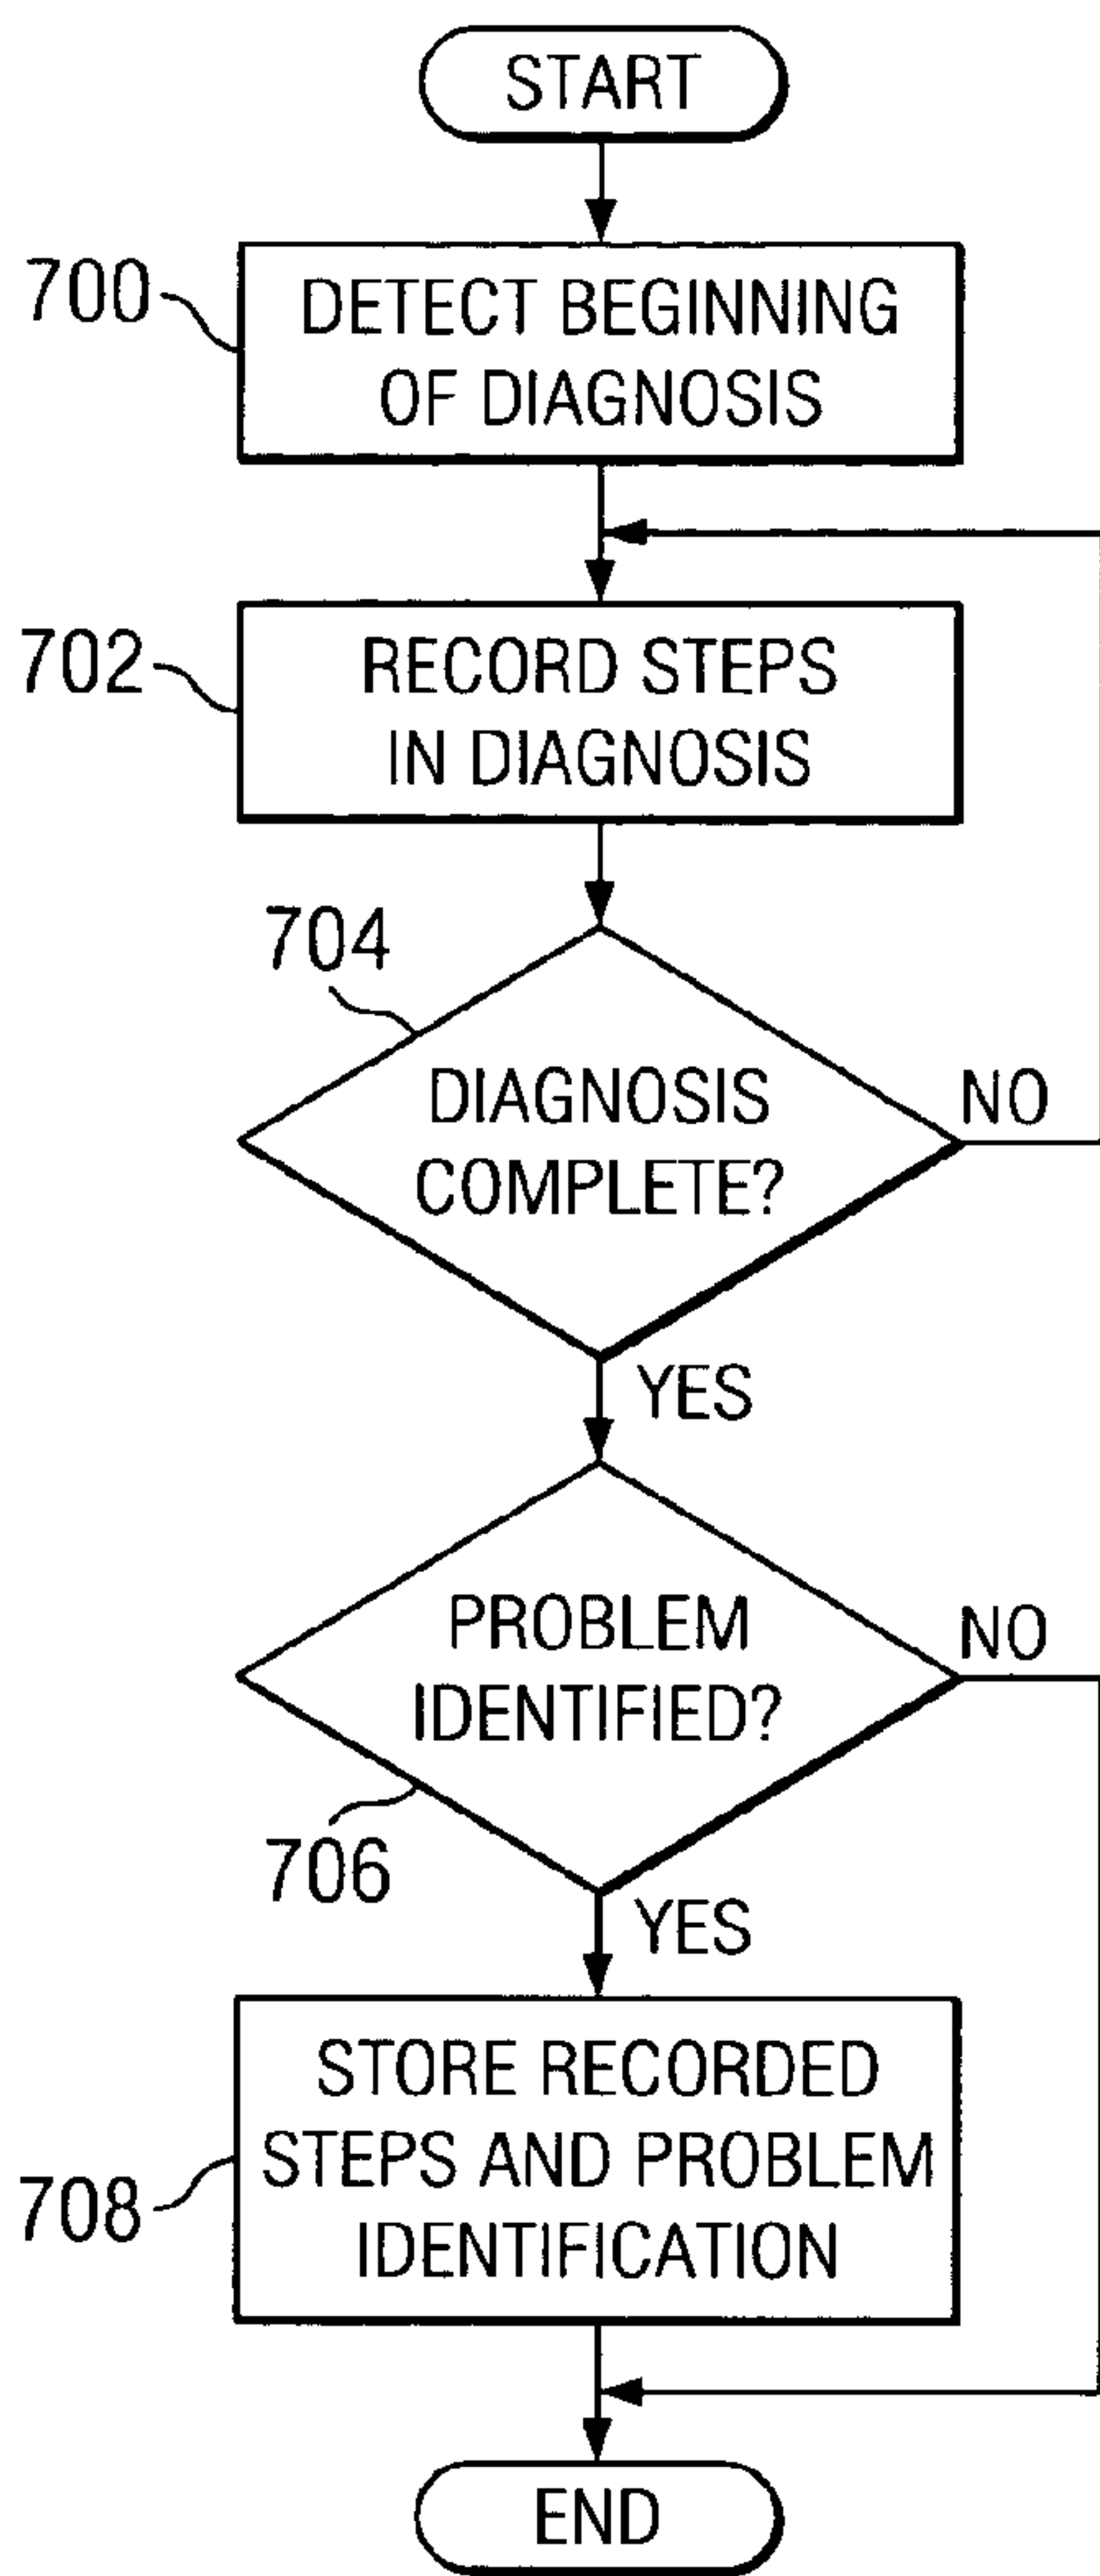 START
700
DETECT BEGINNING
OF DIAGNOSIS
702
RECORD STEPS
IN DIAGNOSIS
704
DIAGNOSIS
COMPLETE?
NO
YES
PROBLEM
IDENTIFIED?
NO
706
YES
STORE RECORDED
STEPS AND PROBLEM
IDENTIFICATION
708
END